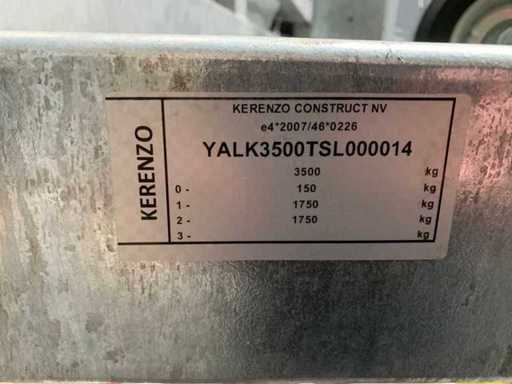 KERENZO
KERENZO CONSTRUCT NV
e4*2007/46*0226
YALK3500TSL000014
3500 kg
0 - 150 kg
1 - 1750 kg
2 - 1750 kg
3 - kg